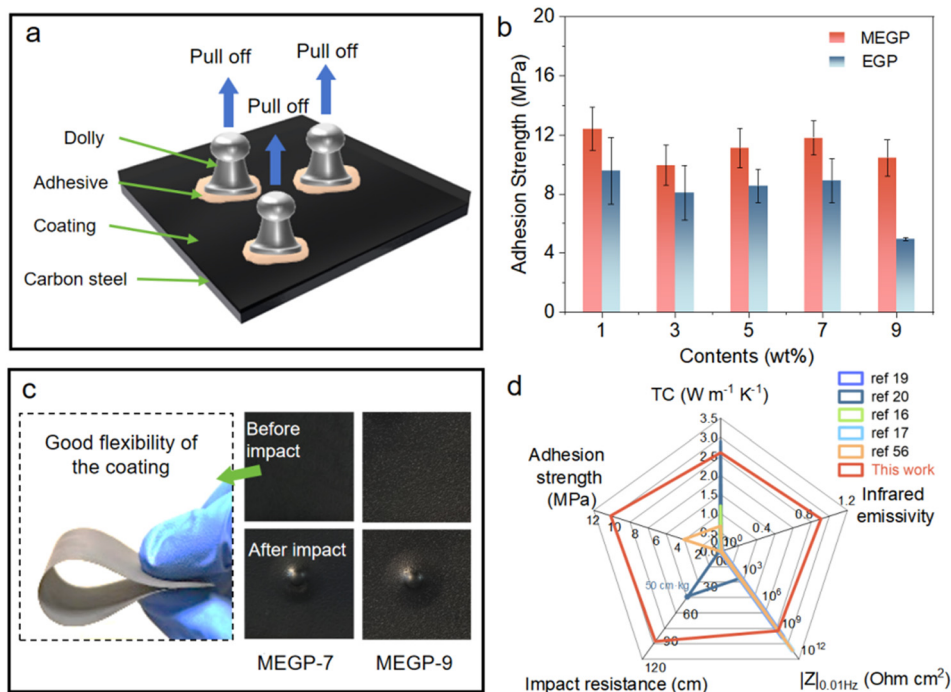 a
Pull off
Pull off
Pull off
Dolly
Adhesive
Coating
Carbon steel
b
Adhesion Strength (MPa)
20
16
12
8
4
0
MEGP
EGP
1 3 5 7 9
Contents (wt%)
c
Good flexibility of
the coating
Before
impact
After impact
MEGP-7 MEGP-9
d
TC (W m⁻¹ K⁻¹)
ref 19
ref 20
ref 16
ref 17
ref 56
This work
3.5
3.0
2.5
2.0
1.5
1.0
0.5
Adhesion
strength
(MPa)
12 10 8 6 4 2
Infrared
emissivity
0.4 0.8 1.2
10⁰
10³
10⁶
10⁹
10¹²
|Z|0.01Hz (Ohm cm²)
50 cm·kg
30
60
90
120
Impact resistance (cm)